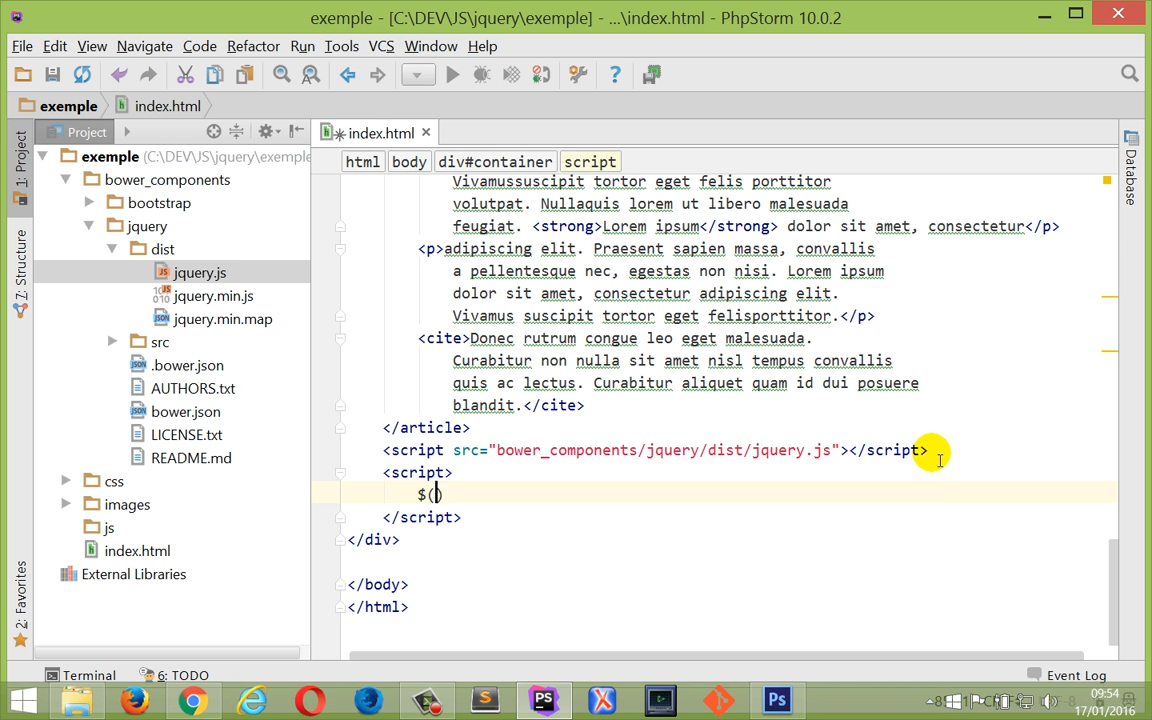 exemple - [C:\DEV\JS\jquery\exemple] - ...\index.html - PhpStorm 10.0.2
File Edit View Navigate Code Refactor Run Tools VCS Window Help
exemple index.html
Project
index.html
1: Project
7: Structure
2: Favorites
Database
exemple (C:\DEV\JS\jquery\exemple
bower_components
bootstrap
jquery
dist
jquery.js
jquery.min.js
jquery.min.map
src
.bower.json
AUTHORS.txt
bower.json
LICENSE.txt
README.md
css
images
js
index.html
External Libraries
html body div#container script
Vivamussuscipit tortor eget felis porttitor
volutpat. Nullaquis lorem ut libero malesuada
feugiat. <strong>Lorem ipsum</strong> dolor sit amet, consectetur</p>
<p>adipiscing elit. Praesent sapien massa, convallis
a pellentesque nec, egestas non nisi. Lorem ipsum
dolor sit amet, consectetur adipiscing elit.
Vivamus suscipit tortor eget felisporttitor.</p>
<cite>Donec rutrum congue leo eget malesuada.
Curabitur non nulla sit amet nisl tempus convallis
quis ac lectus. Curabitur aliquet quam id dui posuere
blandit.</cite>
</article>
<script src="bower_components/jquery/dist/jquery.js"></script>
<script>
$()
</script>
</div>
</body>
</html>
Terminal 6: TODO Event Log
09:54
17/01/2016